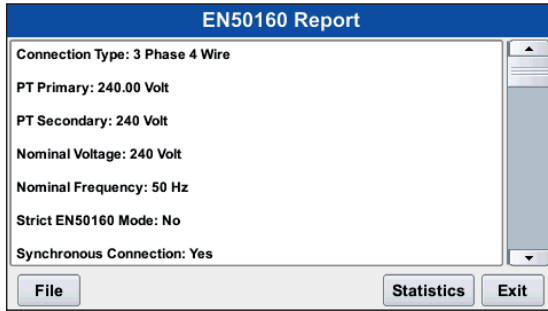 EN50160 Report
Connection Type: 3 Phase 4 Wire
PT Primary: 240.00 Volt
PT Secondary: 240 Volt
Nominal Voltage: 240 Volt
Nominal Frequency: 50 Hz
Strict EN50160 Mode: No
Synchronous Connection: Yes
File Statistics Exit